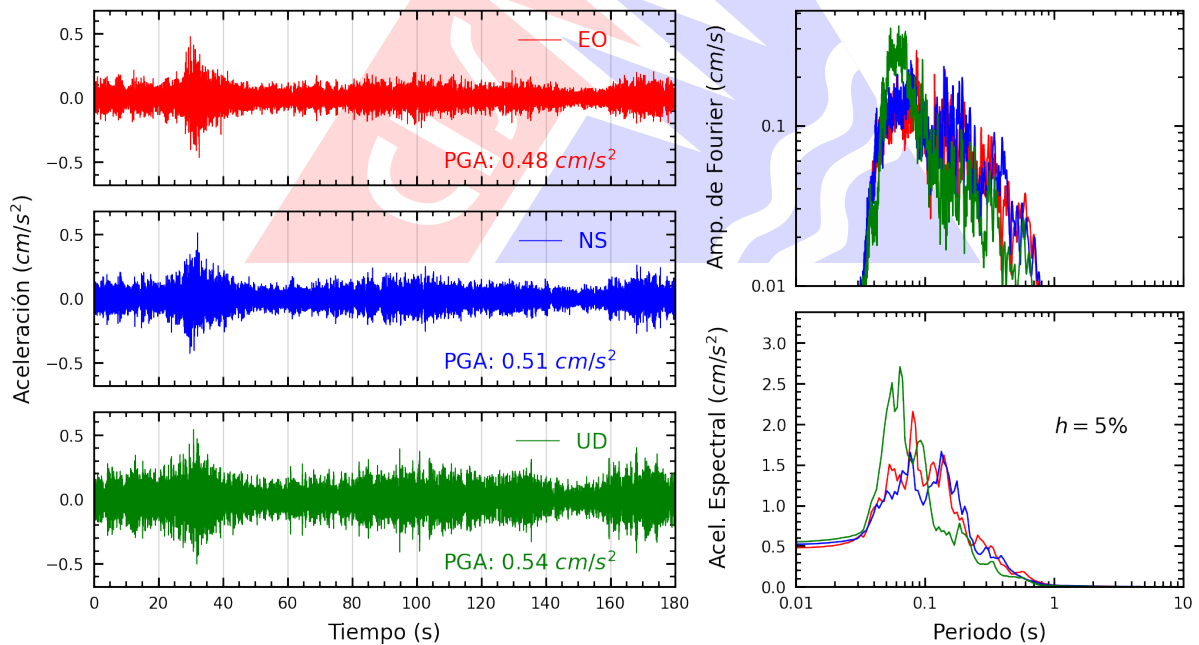 Aceleración (cm/s²)
0.5
0.0
−0.5
EO
PGA: 0.48 cm/s²
0.5
0.0
−0.5
NS
PGA: 0.51 cm/s²
0.5
0.0
−0.5
UD
PGA: 0.54 cm/s²
0 20 40 60 80 100 120 140 160 180
Tiempo (s)
Amp. de Fourier (cm/s)
0.1
0.01
Acel. Espectral (cm/s²)
3.0
2.5
2.0
1.5
1.0
0.5
0.0
h = 5%
0.01 0.1 1 10
Periodo (s)